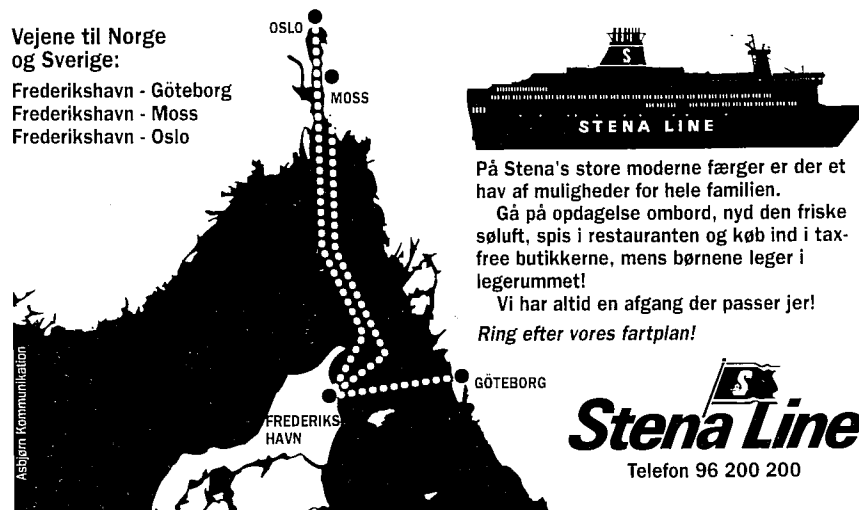 Vejene til Norge
og Sverige:
Frederikshavn - Göteborg
Frederikshavn - Moss
Frederikshavn - Oslo
OSLO
MOSS
GÖTEBORG
FREDERIKS
HAVN
Asbjørn Kommunikation
S
STENA LINE
På Stena's store moderne færger er der et
hav af muligheder for hele familien.
Gå på opdagelse ombord, nyd den friske
søluft, spis i restauranten og køb ind i tax-
free butikkerne, mens børnene leger i
legerummet!
Vi har altid en afgang der passer jer!
Ring efter vores fartplan!
S
Stena Line
Telefon 96 200 200